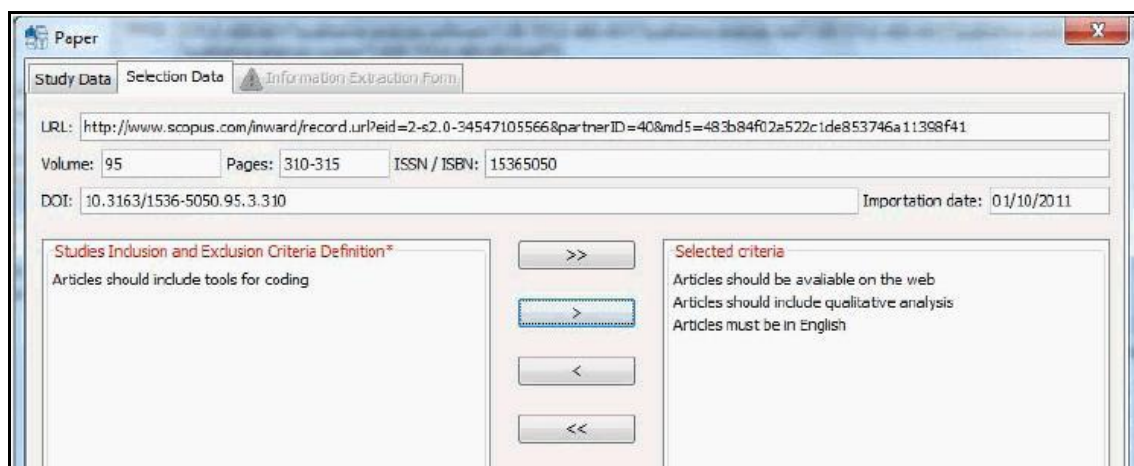 Paper
X
Study Data Selection Data Information Extraction Form
URL: http://www.scopus.com/inward/record.url?eid=2-s2.0-34547105566&partnerID=40&md5=483b84f02a522c1de853746a11398f41
Volume: 95 Pages: 310-315 ISSN / ISBN: 15365050
DOI: 10.3163/1536-5050.95.3.310 Importation date: 01/10/2011
Studies Inclusion and Exclusion Criteria Definition* >> Selected criteria
Articles should include tools for coding Articles should be avaliable on the web
Articles should include qualitative analysis
> Articles must be in English
<
<<